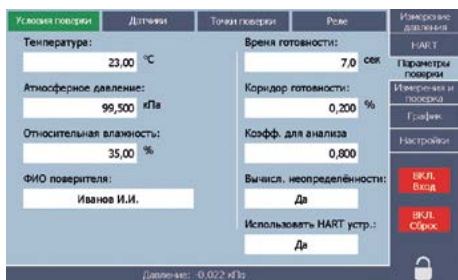 Условия поверки
Датчики
Точки поверки
Реле
Измерение
давления
HART
Параметры
поверки
Измерения и
поверка
График
Настройки
ВКЛ.
Вход
ВКЛ.
Сброс
Температура:
23,00 °C
Атмосферное давление:
99,500 кПа
Относительная влажность:
35,00 %
ФИО поверителя:
Иванов И.И.
Время готовности:
7,0 сек
Коридор готовности:
0,200 %
Коэфф. для анализа
0,800
Вычисл. неопределённости:
Да
Использовать HART устр.:
Да
Давление: -0,022 кПа